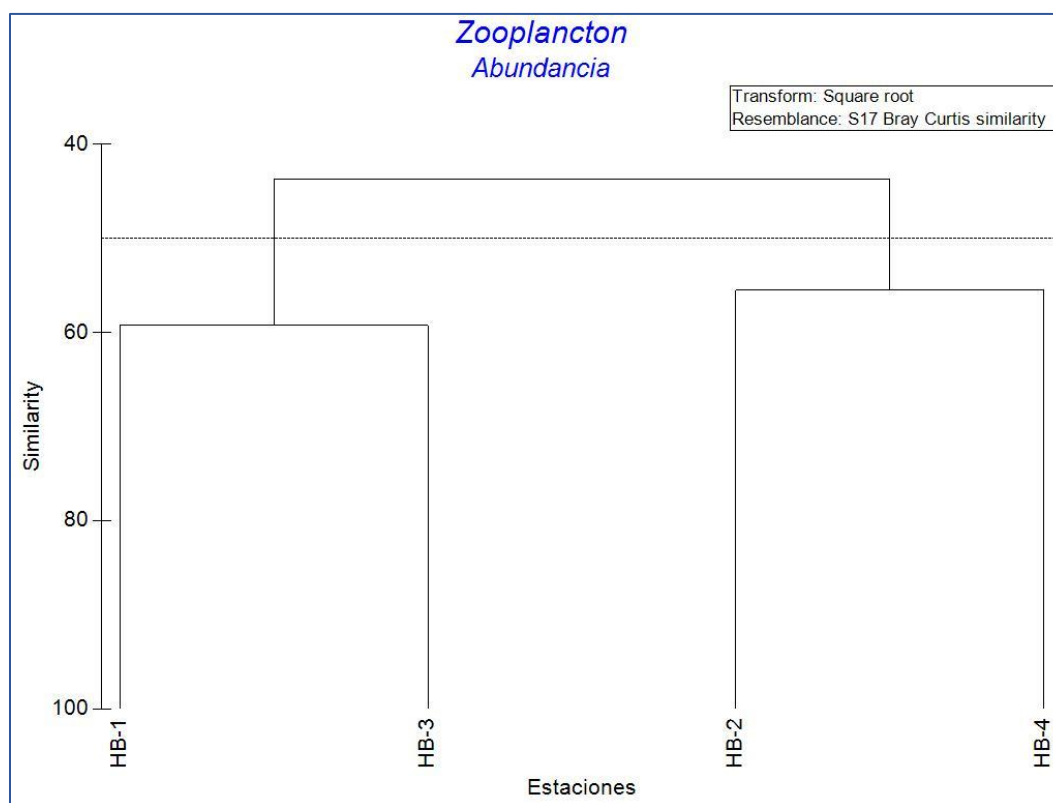 Zooplancton
Abundancia
Transform: Square root
Resemblance: S17 Bray Curtis similarity
40
60
80
100
Similarity
HB-1
HB-3
HB-2
HB-4
Estaciones